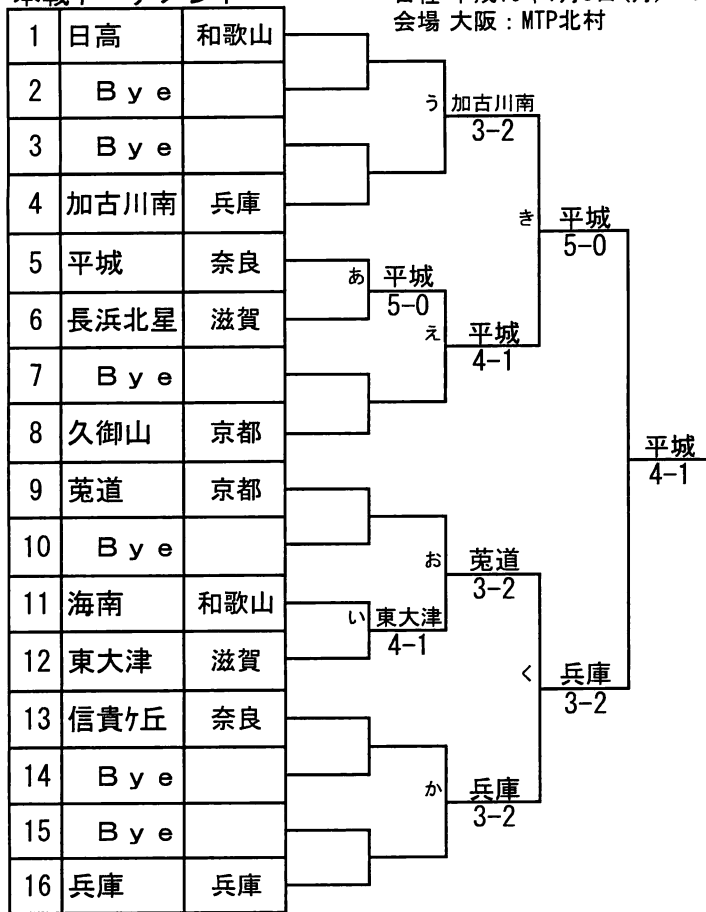 会場 大阪：MTP北村
1 日高 和歌山
2 Ｂｙｅ
3 Ｂｙｅ
4 加古川南 兵庫
5 平城 奈良
6 長浜北星 滋賀
7 Ｂｙｅ
8 久御山 京都
9 莵道 京都
10 Ｂｙｅ
11 海南 和歌山
12 東大津 滋賀
13 信貴ケ丘 奈良
14 Ｂｙｅ
15 Ｂｙｅ
16 兵庫 兵庫
あ 平城
5-0
い 東大津
4-1
う 加古川南
3-2
え 平城
4-1
お 莵道
3-2
か 兵庫
3-2
き 平城
5-0
く 兵庫
3-2
平城
4-1